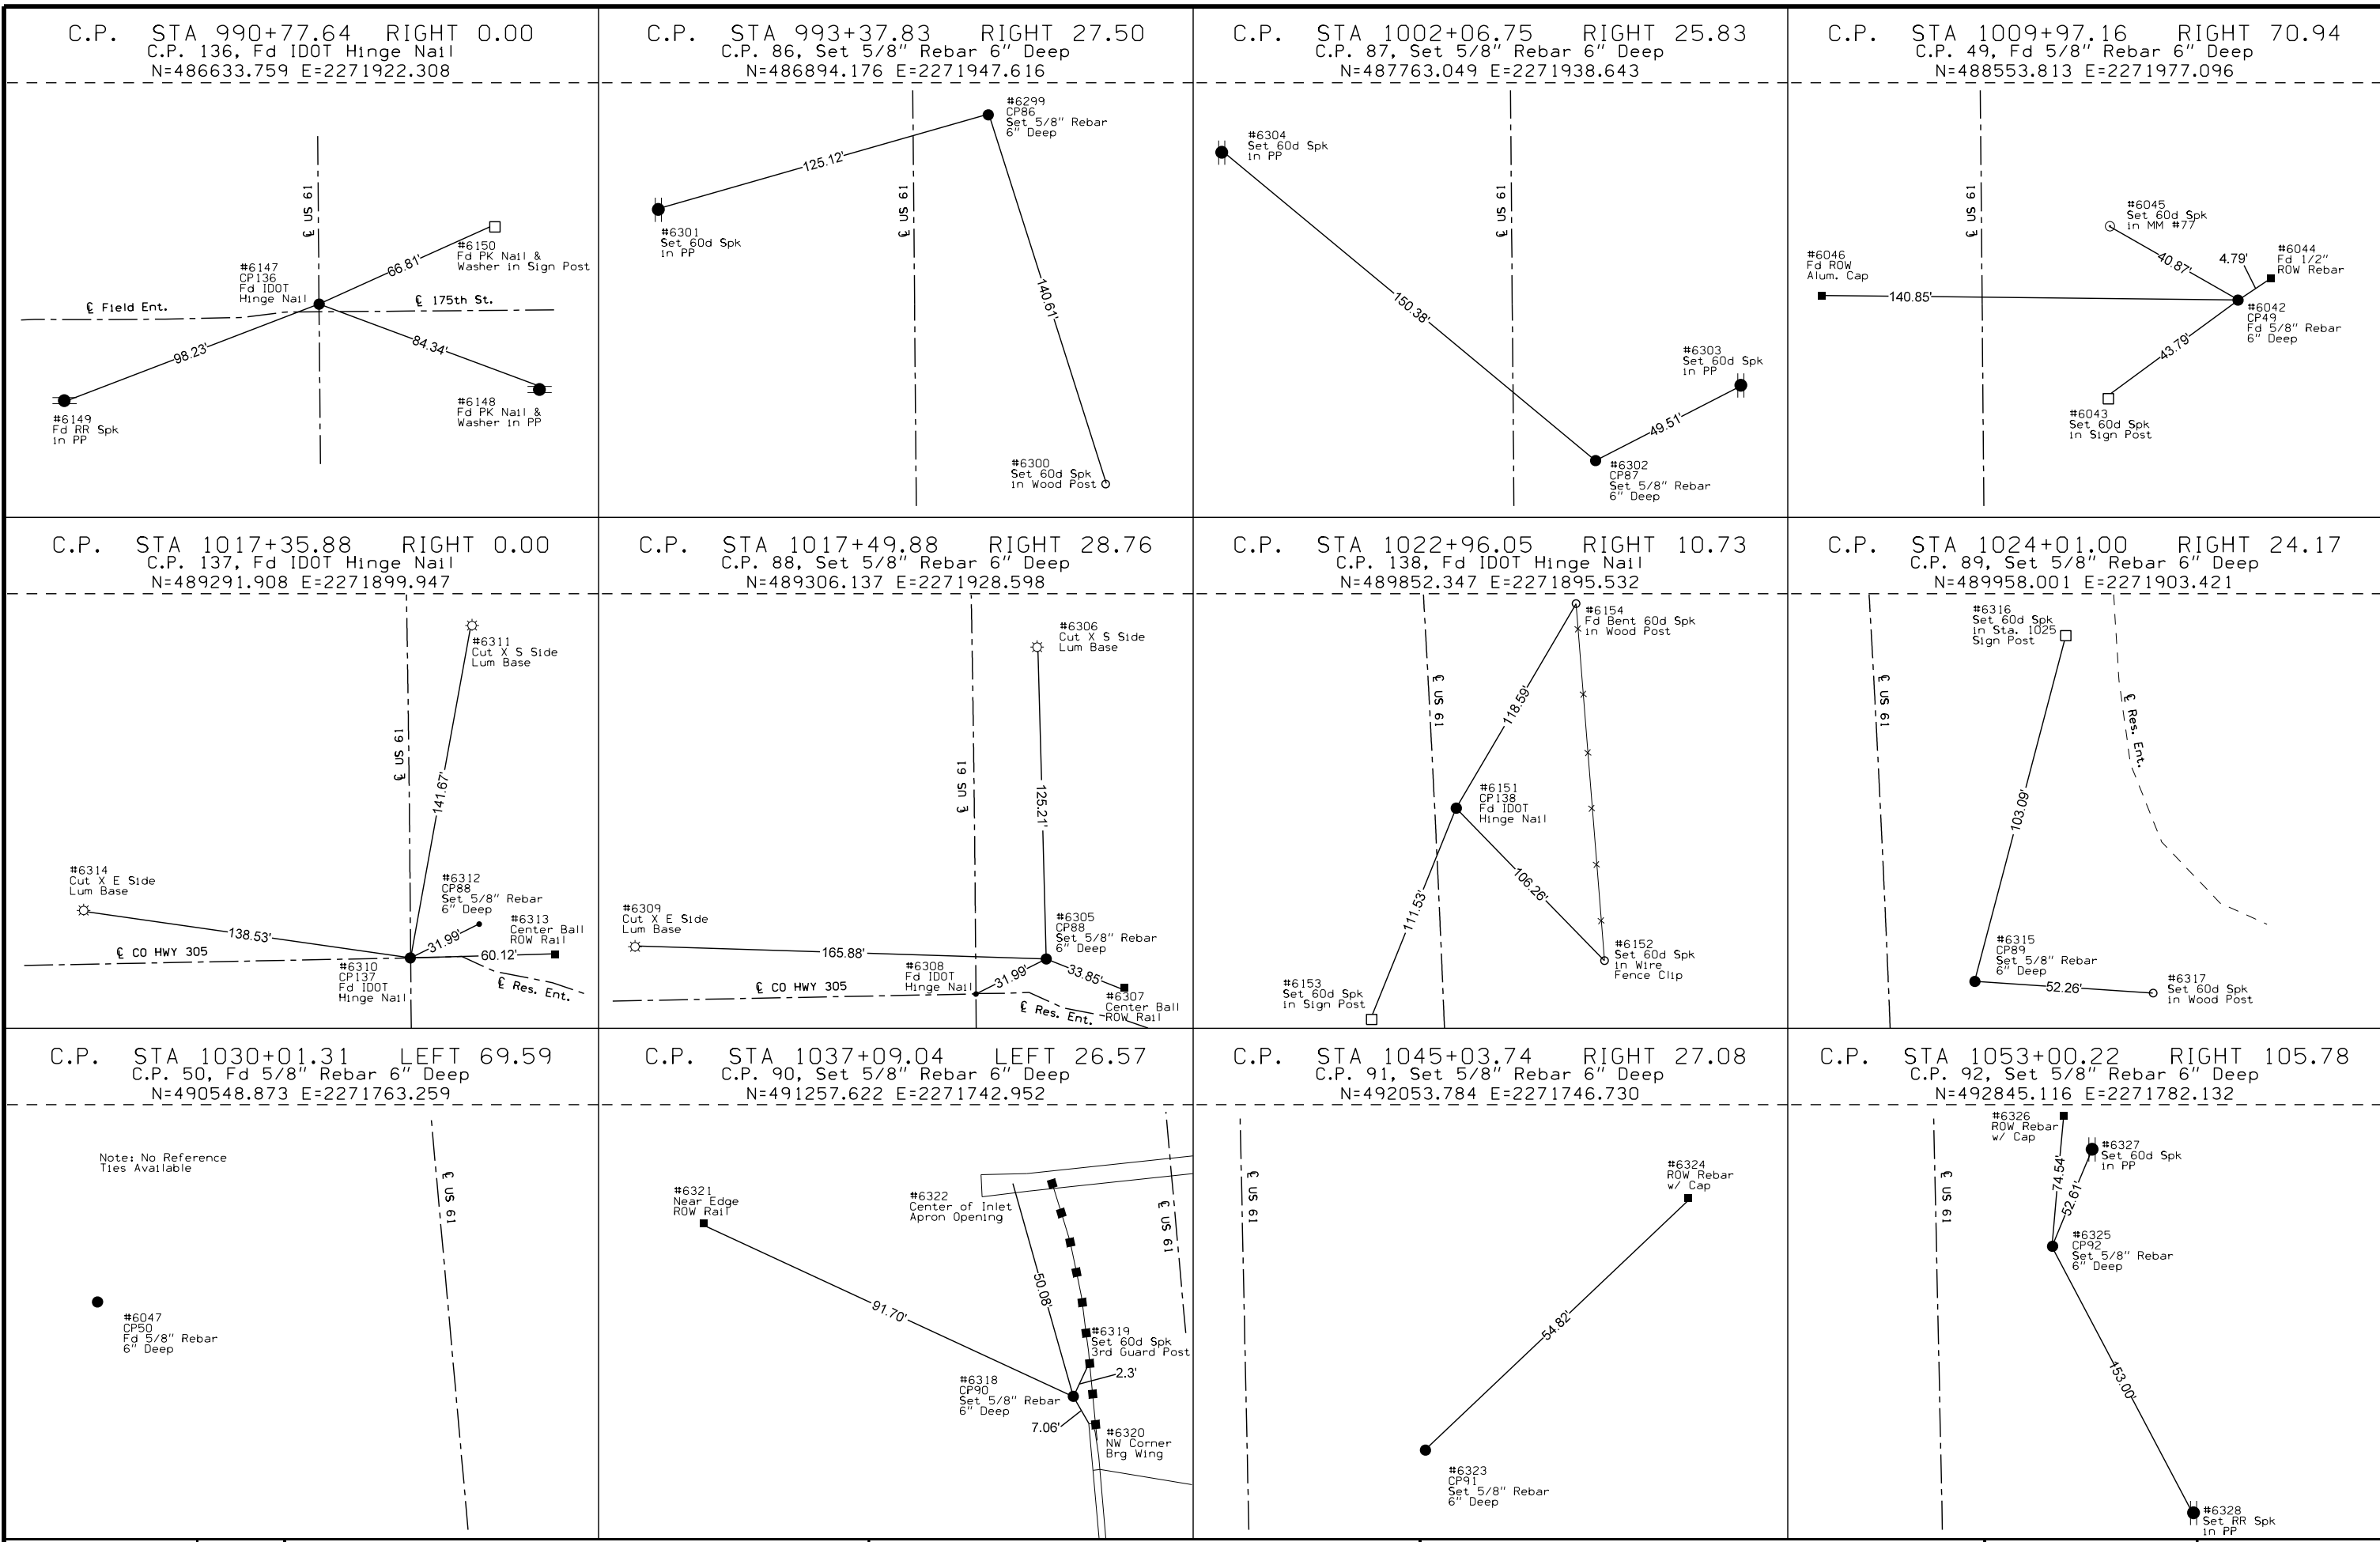 C.P. STA 990+77.64 RIGHT 0.00
C.P. 136, Fd IDOT Hinge Nail
N=486633.759 E=2271922.308
℄ US 61
#6150
Fd PK Nail &
Washer in Sign Post
66.81'
#6147
CP136
Fd IDOT
Hinge Nail
℄ Field Ent.
℄ 175th St.
98.23'
84.34'
#6149
Fd RR Spk
in PP
#6148
Fd PK Nail &
Washer in PP
C.P. STA 993+37.83 RIGHT 27.50
C.P. 86, Set 5/8" Rebar 6" Deep
N=486894.176 E=2271947.616
#6299
CP86
Set 5/8" Rebar
6" Deep
125.12'
℄ US 61
#6301
Set 60d Spk
in PP
140.61'
#6300
Set 60d Spk
in Wood Post
C.P. STA 1002+06.75 RIGHT 25.83
C.P. 87, Set 5/8" Rebar 6" Deep
N=487763.049 E=2271938.643
#6304
Set 60d Spk
in PP
℄ US 61
150.38'
#6303
Set 60d Spk
in PP
49.51'
#6302
CP87
Set 5/8" Rebar
6" Deep
C.P. STA 1009+97.16 RIGHT 70.94
C.P. 49, Fd 5/8" Rebar 6" Deep
N=488553.813 E=2271977.096
℄ US 61
#6045
Set 60d Spk
in MM #77
#6046
Fd ROW
Alum. Cap
40.87'
4.79'
#6044
Fd 1/2"
ROW Rebar
140.85'
#6042
CP49
Fd 5/8" Rebar
6" Deep
43.79'
#6043
Set 60d Spk
in Sign Post
C.P. STA 1017+35.88 RIGHT 0.00
C.P. 137, Fd IDOT Hinge Nail
N=489291.908 E=2271899.947
#6311
Cut X S Side
Lum Base
℄ US 61
141.67'
#6314
Cut X E Side
Lum Base
#6312
CP88
Set 5/8" Rebar
6" Deep
#6313
Center Ball
ROW Rail
138.53'
31.99'
60.12'
℄ CO HWY 305
#6310
CP137
Fd IDOT
Hinge Nail
℄ Res. Ent.
C.P. STA 1017+49.88 RIGHT 28.76
C.P. 88, Set 5/8" Rebar 6" Deep
N=489306.137 E=2271928.598
#6306
Cut X S Side
Lum Base
℄ US 61
125.21'
#6309
Cut X E Side
Lum Base
#6305
CP88
Set 5/8" Rebar
6" Deep
165.88'
#6308
Fd IDOT
Hinge Nail
31.99'
33.85'
℄ CO HWY 305
℄ Res. Ent.
#6307
Center Ball
ROW Rail
C.P. STA 1022+96.05 RIGHT 10.73
C.P. 138, Fd IDOT Hinge Nail
N=489852.347 E=2271895.532
#6154
Fd Bent 60d Spk
in Wood Post
℄ US 61
118.59'
#6151
CP138
Fd IDOT
Hinge Nail
106.26'
111.53'
#6152
Set 60d Spk
in Wire
Fence Clip
#6153
Set 60d Spk
in Sign Post
C.P. STA 1024+01.00 RIGHT 24.17
C.P. 89, Set 5/8" Rebar 6" Deep
N=489958.001 E=2271903.421
#6316
Set 60d Spk
in Sta. 1025
Sign Post
℄ US 61
℄ Res. Ent.
103.09'
#6315
CP89
Set 5/8" Rebar
6" Deep
52.26'
#6317
Set 60d Spk
in Wood Post
C.P. STA 1030+01.31 LEFT 69.59
C.P. 50, Fd 5/8" Rebar 6" Deep
N=490548.873 E=2271763.259
Note: No Reference
Ties Available
℄ US 61
#6047
CP50
Fd 5/8" Rebar
6" Deep
C.P. STA 1037+09.04 LEFT 26.57
C.P. 90, Set 5/8" Rebar 6" Deep
N=491257.622 E=2271742.952
#6321
Near Edge
ROW Rail
#6322
Center of Inlet
Apron Opening
℄ US 61
50.08'
91.70'
#6319
Set 60d Spk
3rd Guard Post
2.3'
#6318
CP90
Set 5/8" Rebar
6" Deep
7.06'
#6320
NW Corner
Brg Wing
C.P. STA 1045+03.74 RIGHT 27.08
C.P. 91, Set 5/8" Rebar 6" Deep
N=492053.784 E=2271746.730
℄ US 61
#6324
ROW Rebar
w/ Cap
54.82'
#6323
CP91
Set 5/8" Rebar
6" Deep
C.P. STA 1053+00.22 RIGHT 105.78
C.P. 92, Set 5/8" Rebar 6" Deep
N=492845.116 E=2271782.132
#6326
ROW Rebar
w/ Cap
#6327
Set 60d Spk
in PP
℄ US 61
74.54'
52.61'
#6325
CP92
Set 5/8" Rebar
6" Deep
153.00'
#6328
Set RR Spk
in PP